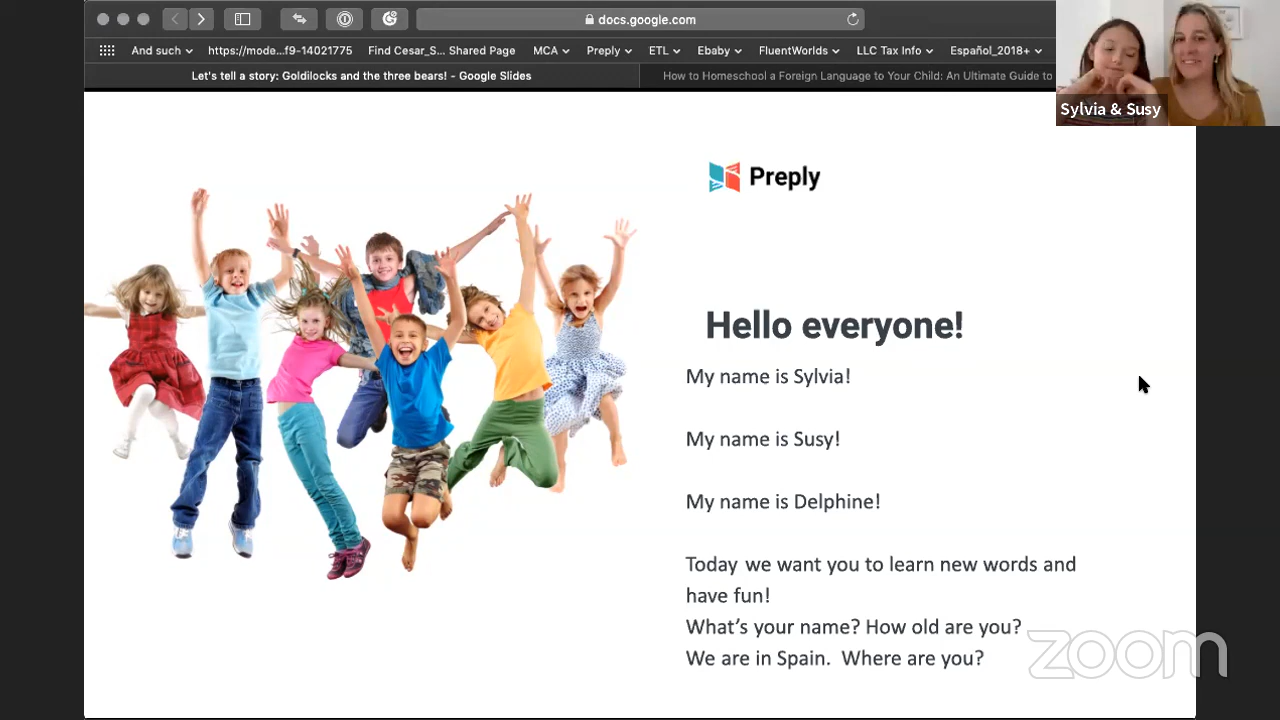 docs.google.com
And such
https://mode...f9-14021775
Find Cesar_S... Shared Page
MCA
Preply
ETL
Ebaby
FluentWorlds
LLC Tax Info
Español_2018+
Let's tell a story: Goldilocks and the three bears! - Google Slides
How to Homeschool a Foreign Language to Your Child: An Ultimate Guide to
Sylvia & Susy
Preply
Hello everyone!
My name is Sylvia!
My name is Susy!
My name is Delphine!
Today we want you to learn new words and
have fun!
What's your name? How old are you?
We are in Spain. Where are you?
zoom